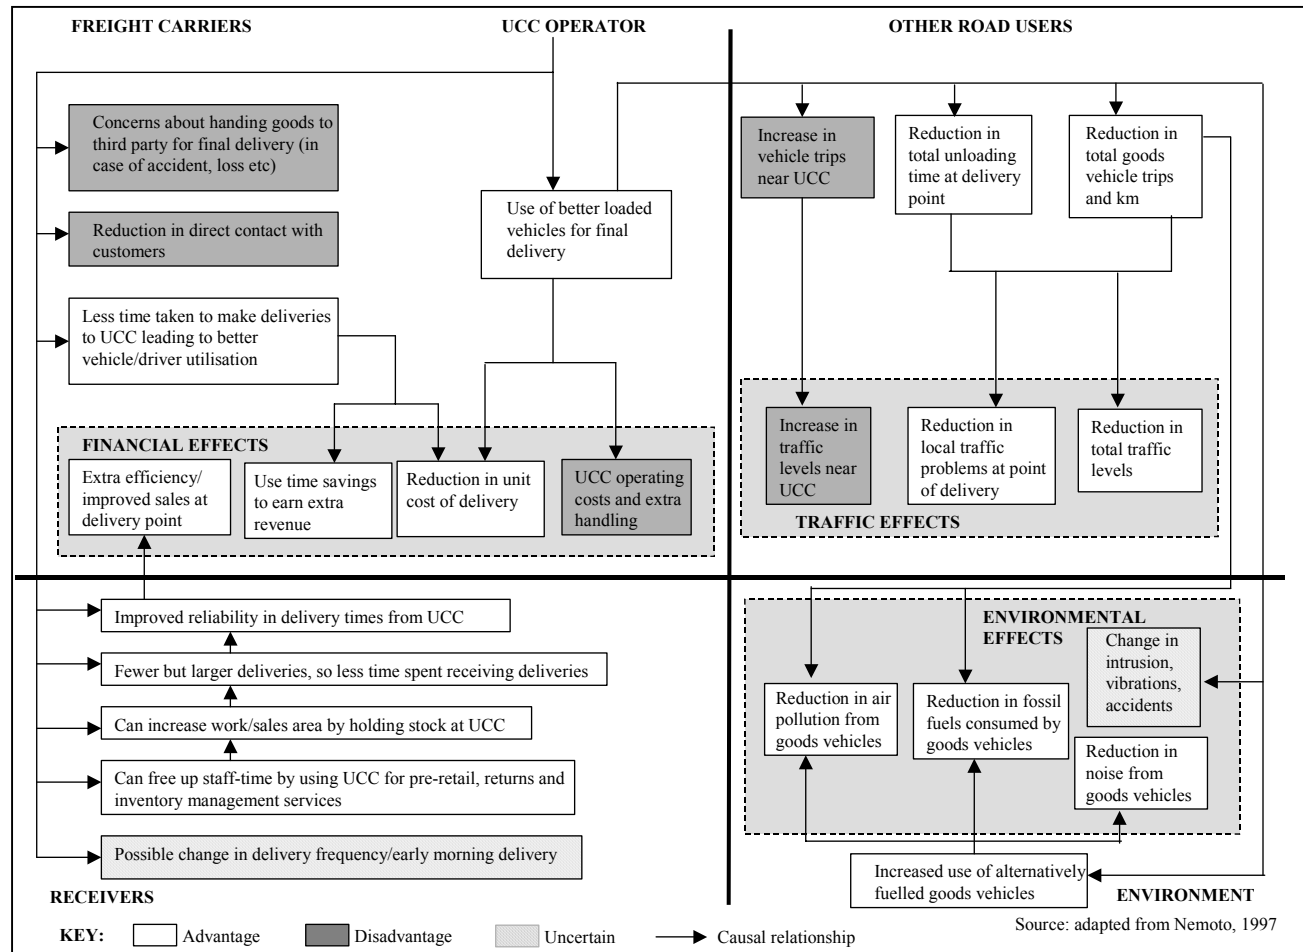 FREIGHT CARRIERS
UCC OPERATOR
OTHER ROAD USERS
Concerns about handing goods to
third party for final delivery (in
case of accident, loss etc)
Reduction in direct contact with
customers
Less time taken to make deliveries
to UCC leading to better
vehicle/driver utilisation
Use of better loaded
vehicles for final
delivery
Increase in
vehicle trips
near UCC
Reduction in
total unloading
time at delivery
point
Reduction in
total goods
vehicle trips
and km
FINANCIAL EFFECTS
Extra efficiency/
improved sales at
delivery point
Use time savings
to earn extra
revenue
Reduction in unit
cost of delivery
UCC operating
costs and extra
handling
Increase in
traffic
levels near
UCC
Reduction in
local traffic
problems at point
of delivery
Reduction in
total traffic
levels
TRAFFIC EFFECTS
Improved reliability in delivery times from UCC
Fewer but larger deliveries, so less time spent receiving deliveries
Can increase work/sales area by holding stock at UCC
Can free up staff-time by using UCC for pre-retail, returns and
inventory management services
Possible change in delivery frequency/early morning delivery
RECEIVERS
ENVIRONMENTAL
EFFECTS
Change in
intrusion,
vibrations,
accidents
Reduction in air
pollution from
goods vehicles
Reduction in fossil
fuels consumed by
goods vehicles
Reduction in
noise from
goods vehicles
Increased use of alternatively
fuelled goods vehicles
ENVIRONMENT
KEY:
Advantage
Disadvantage
Uncertain
Causal relationship
Source: adapted from Nemoto, 1997